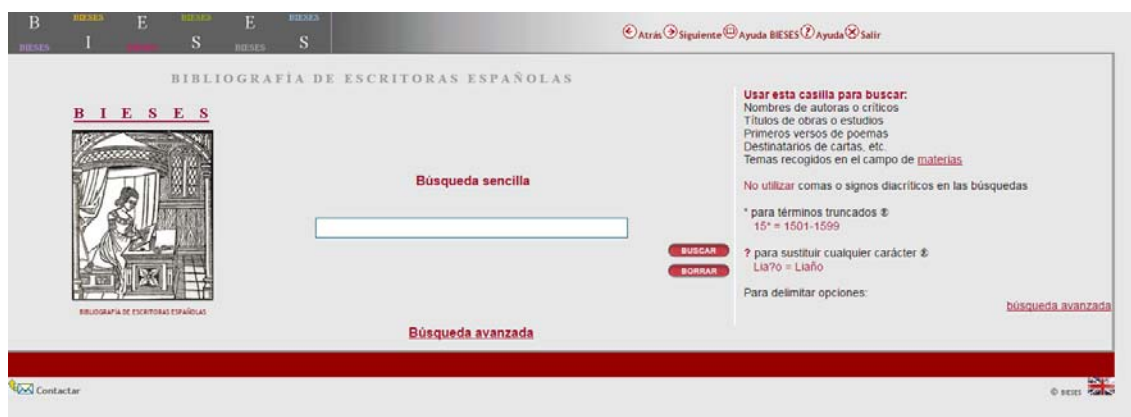 B BIESES E BIESES E BIESES
BIESES I S BIESES S
Atrás Siguiente Ayuda BIESES Ayuda Salir
BIBLIOGRAFÍA DE ESCRITORAS ESPAÑOLAS
B I E S E S
BIBLIOGRAFÍA DE ESCRITORAS ESPAÑOLAS
Búsqueda sencilla
BUSCAR
BORRAR
Búsqueda avanzada
Usar esta casilla para buscar:
Nombres de autoras o críticos
Títulos de obras o estudios
Primeros versos de poemas
Destinatarios de cartas, etc.
Temas recogidos en el campo de materias
No utilizar comas o signos diacríticos en las búsquedas
* para términos truncados ®
15* = 1501-1599
? para sustituir cualquier carácter ®
Lia?o = Liaño
Para delimitar opciones:
búsqueda avanzada
Contactar
© BIESES